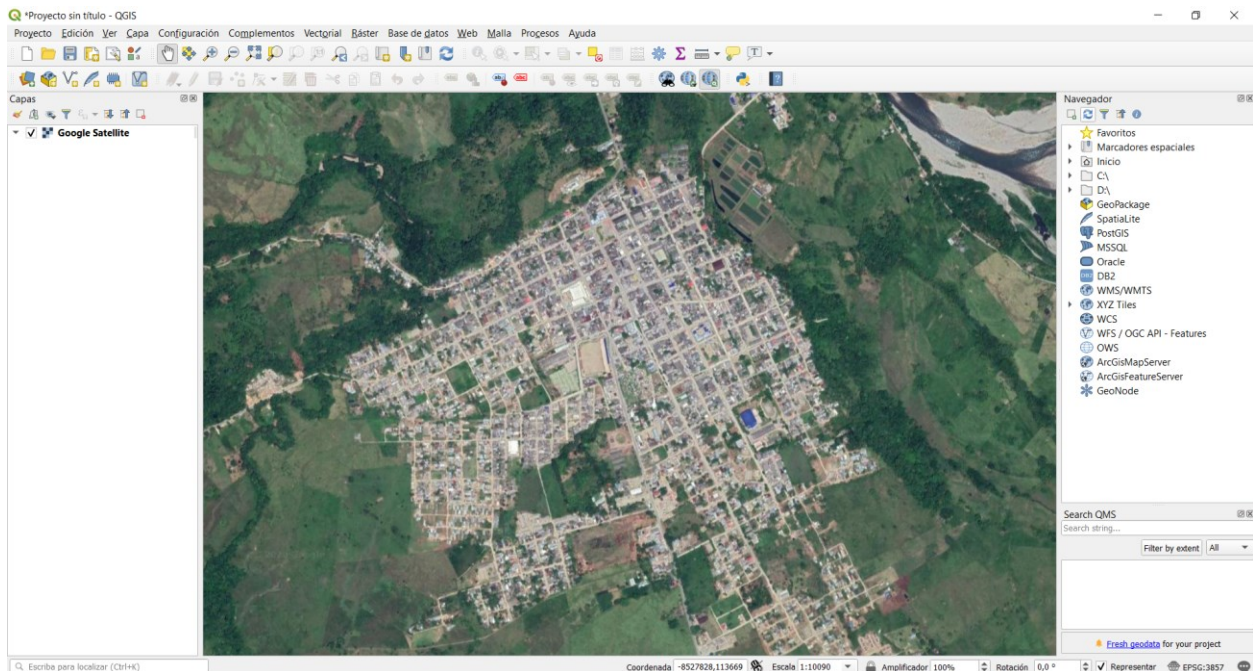 *Proyecto sin título - QGIS
Proyecto Edición Ver Capa Configuración Complementos Vectorial Ráster Base de datos Web Malla Procesos Ayuda
Capas
Google Satellite
Navegador
Favoritos
Marcadores espaciales
Inicio
C:\
D:\
GeoPackage
SpatiaLite
PostGIS
MSSQL
Oracle
DB2
WMS/WMTS
XYZ Tiles
WCS
WFS / OGC API - Features
OWS
ArcGisMapServer
ArcGisFeatureServer
GeoNode
Search QMS
Search string...
Filter by extent All
Fresh geodata for your project
Escriba para localizar (Ctrl+K) Coordenada -8527828,113669 Escala 1:10090 Amplificador 100% Rotación 0,0 ° Representar EPSG:3857